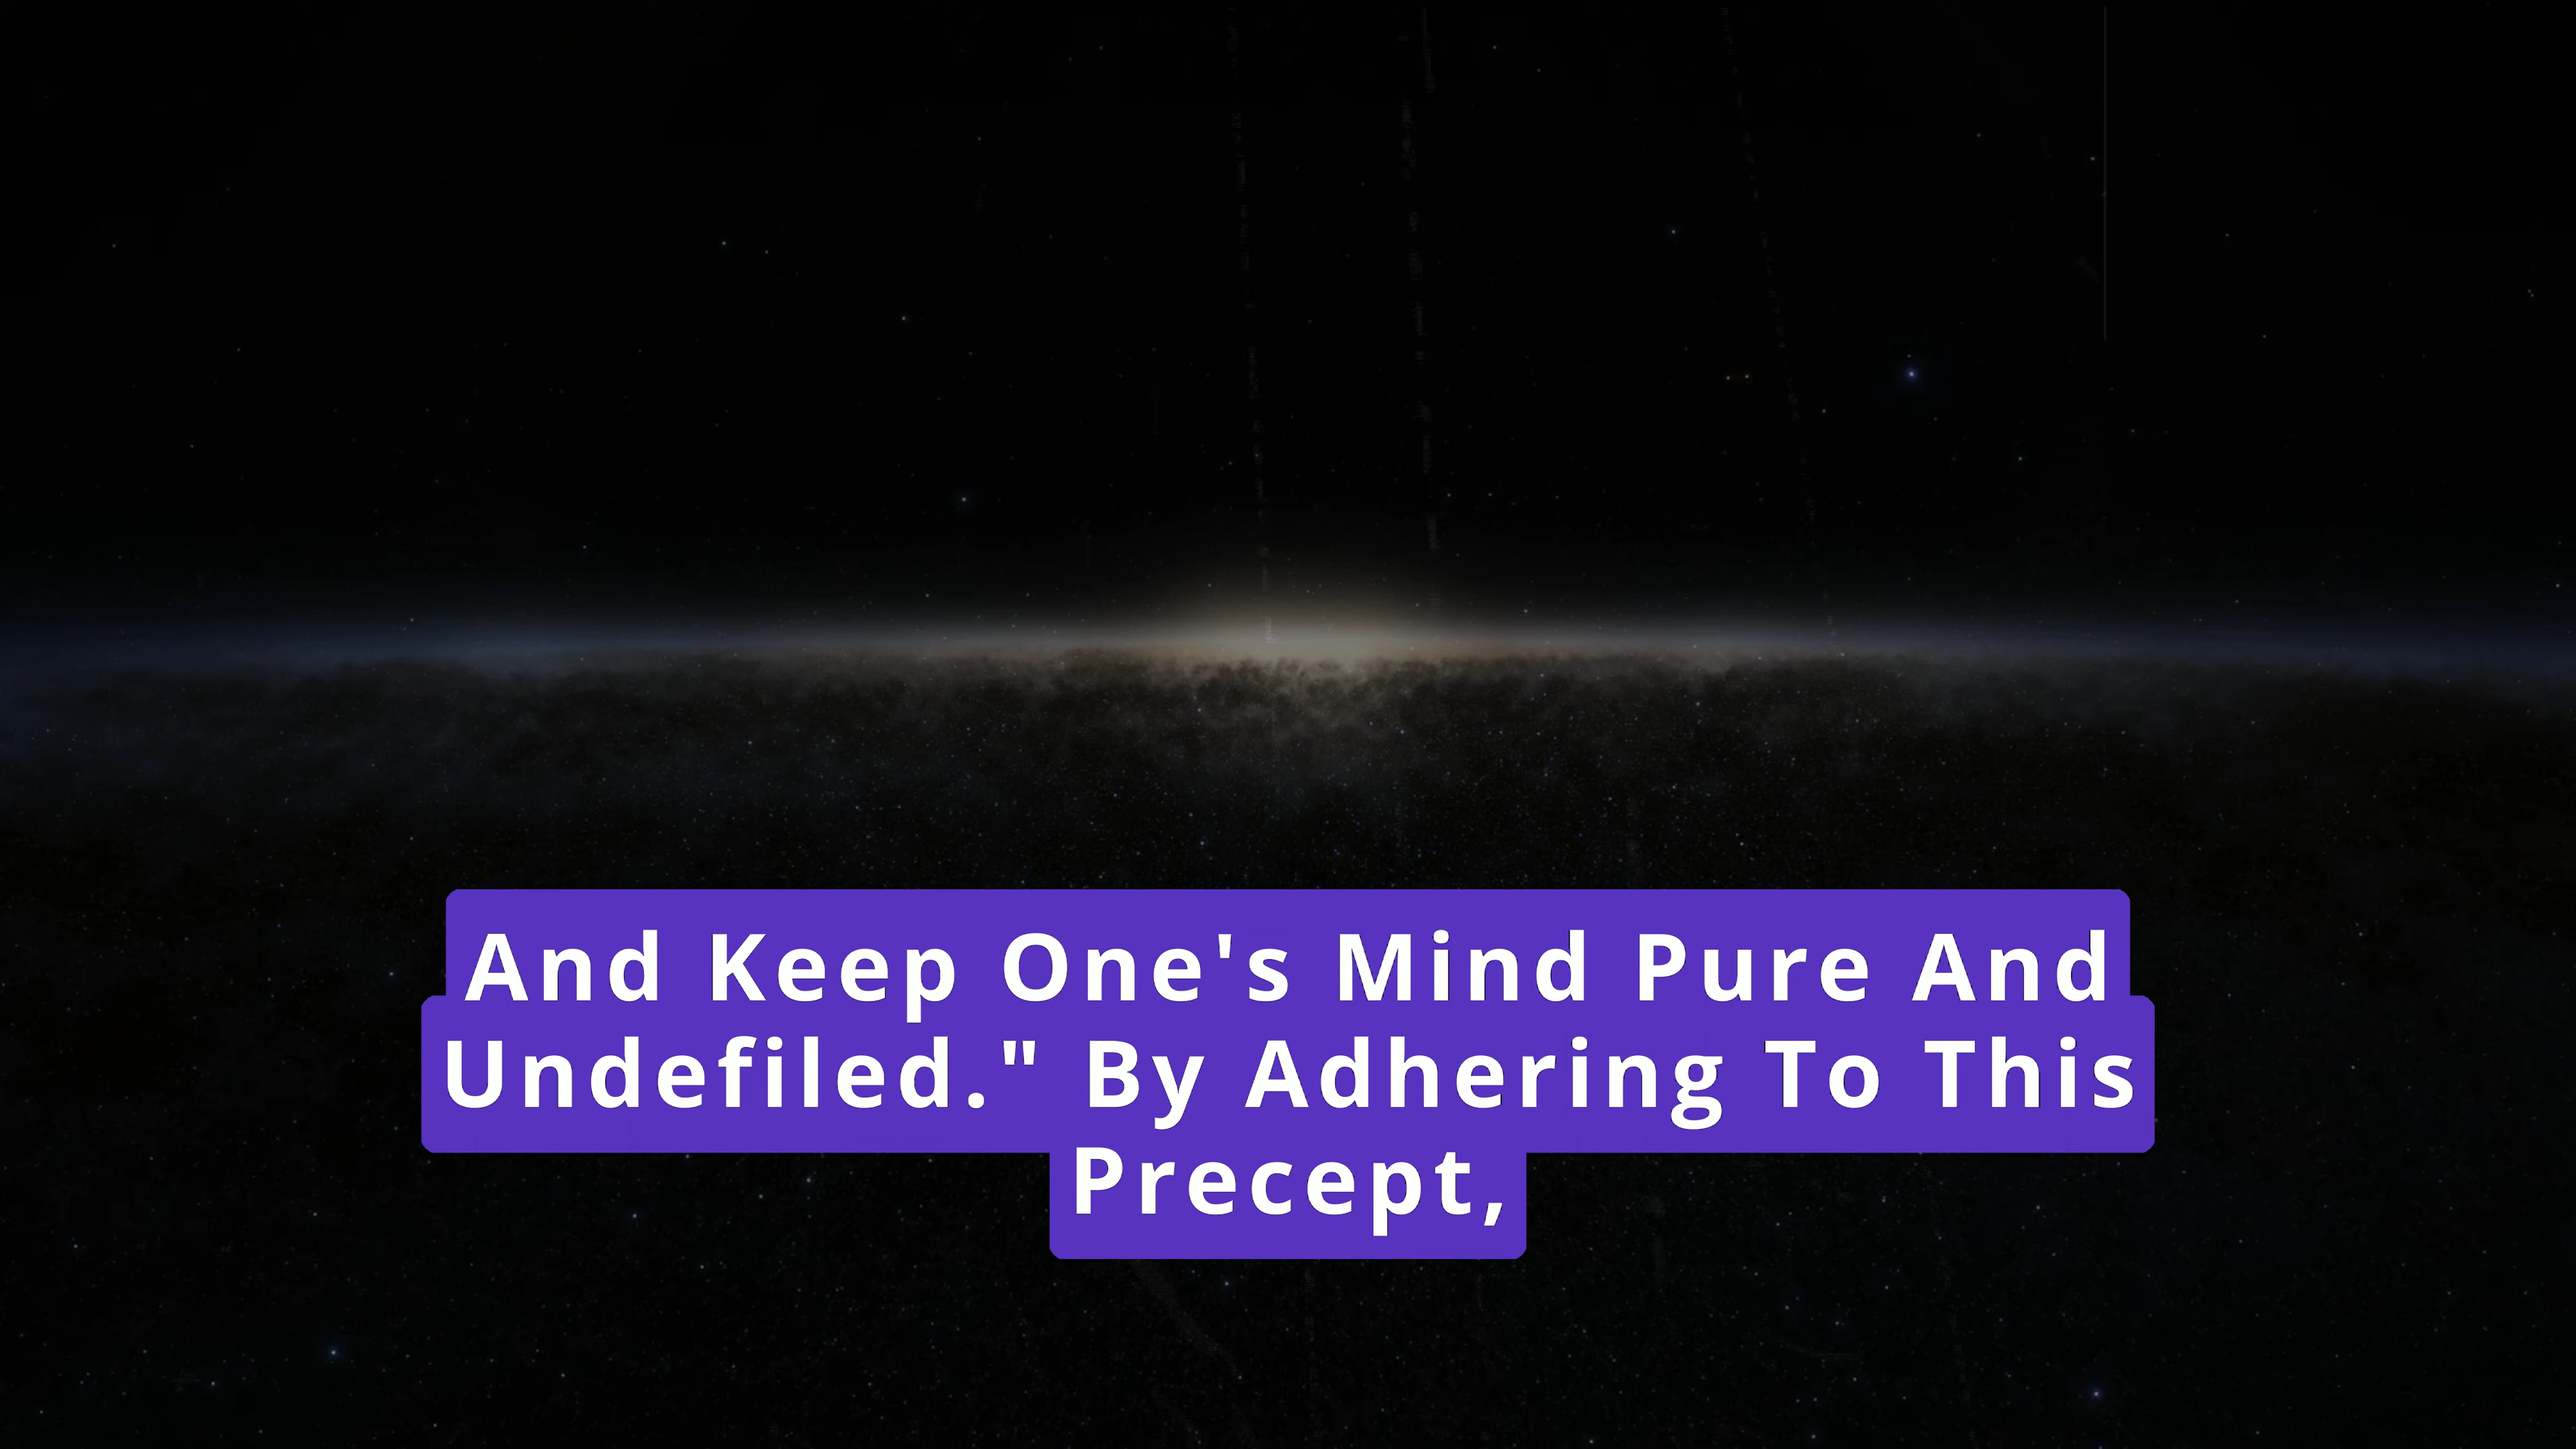 And Keep One's Mind Pure And
Undefiled." By Adhering To This
Precept,